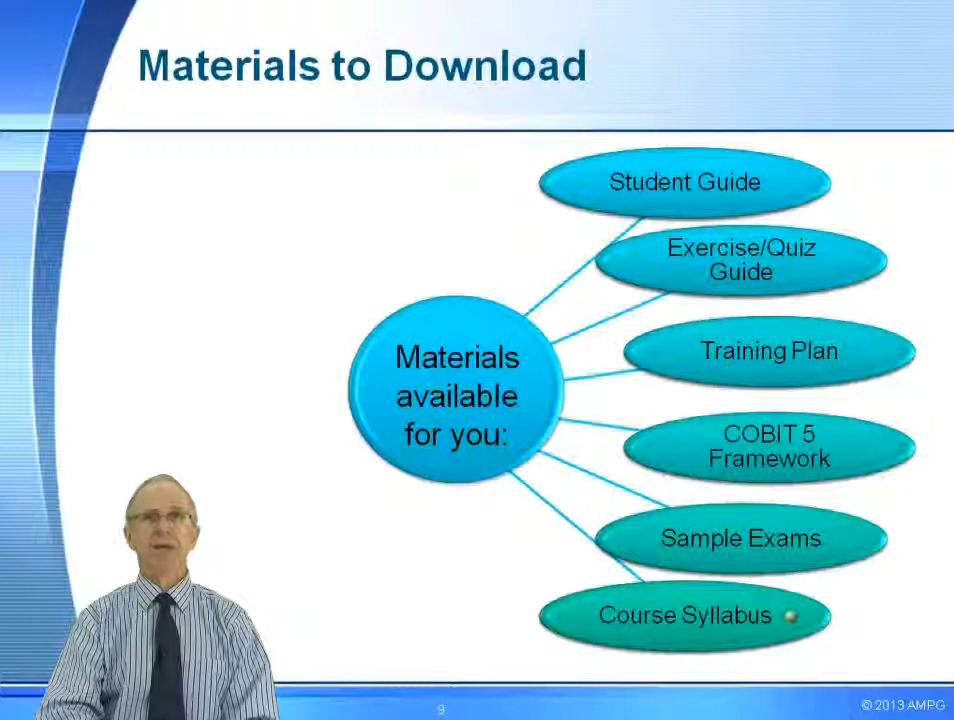 Materials to Download
Student Guide
Exercise/Quiz
Guide
Training Plan
Materials
available
for you:
COBIT 5
Framework
Sample Exams
Course Syllabus
9
© 2013 AMPG